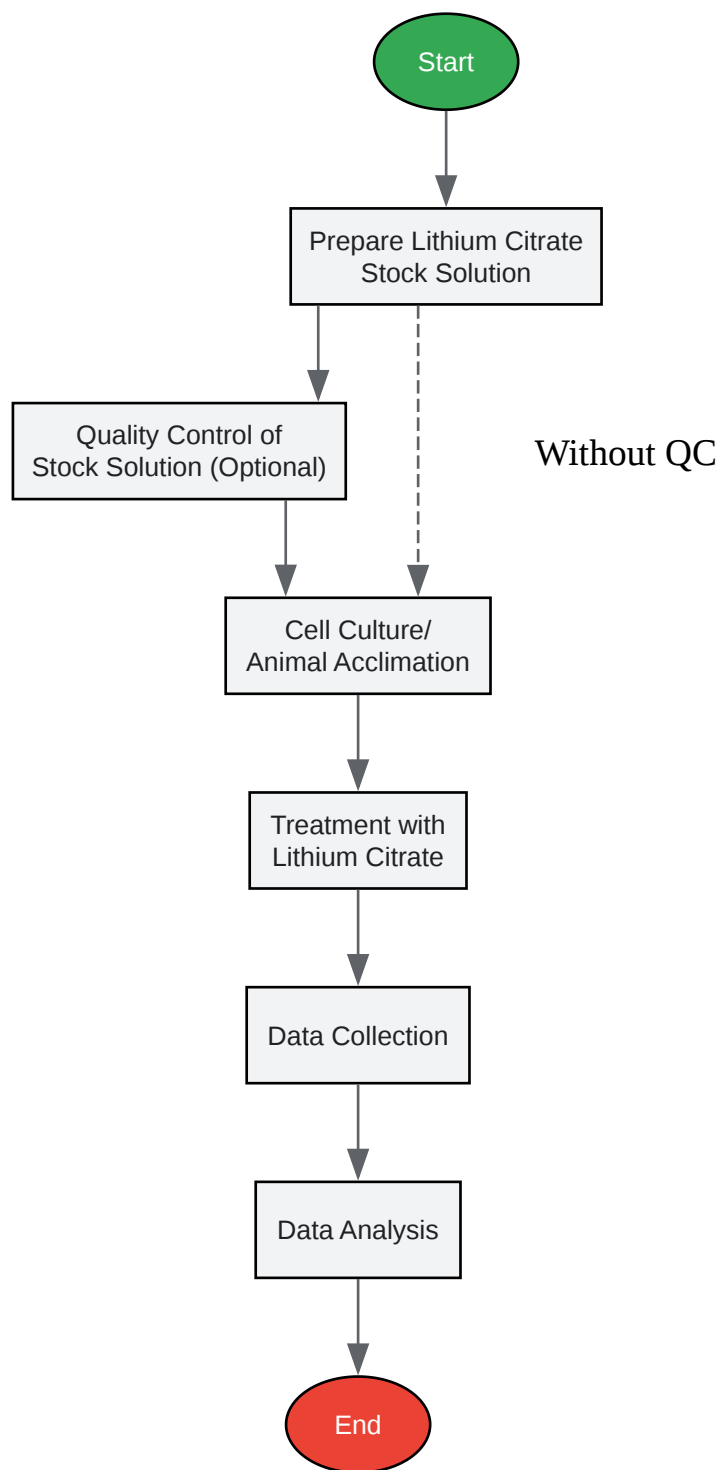 Start
Prepare Lithium Citrate
Stock Solution
Quality Control of
Stock Solution (Optional)
Without QC
Cell Culture/
Animal Acclimation
Treatment with
Lithium Citrate
Data Collection
Data Analysis
End